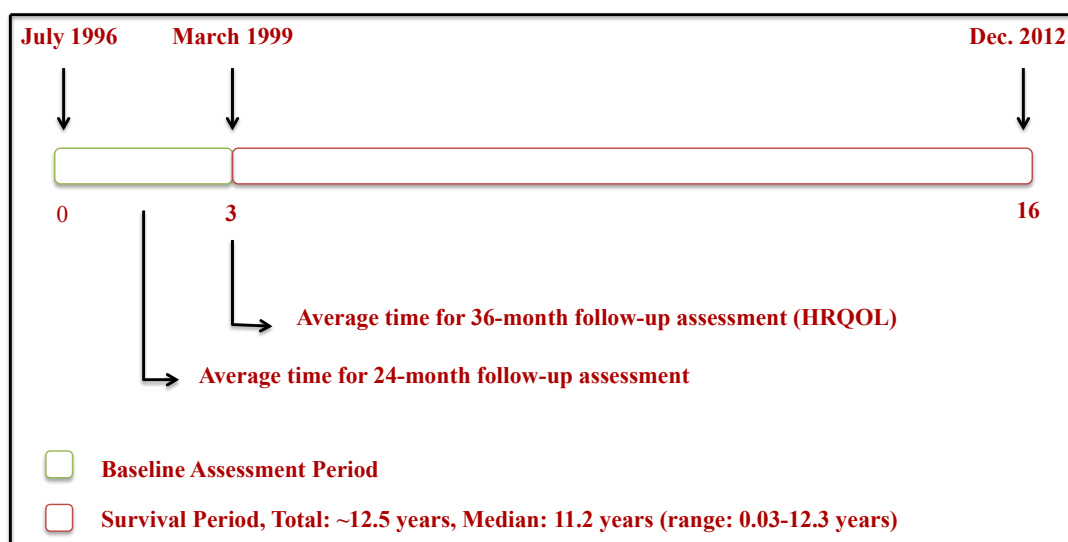 July 1996 March 1999 Dec. 2012
0 3 16
Average time for 36-month follow-up assessment (HRQOL)
Average time for 24-month follow-up assessment
Baseline Assessment Period
Survival Period, Total: ~12.5 years, Median: 11.2 years (range: 0.03-12.3 years)